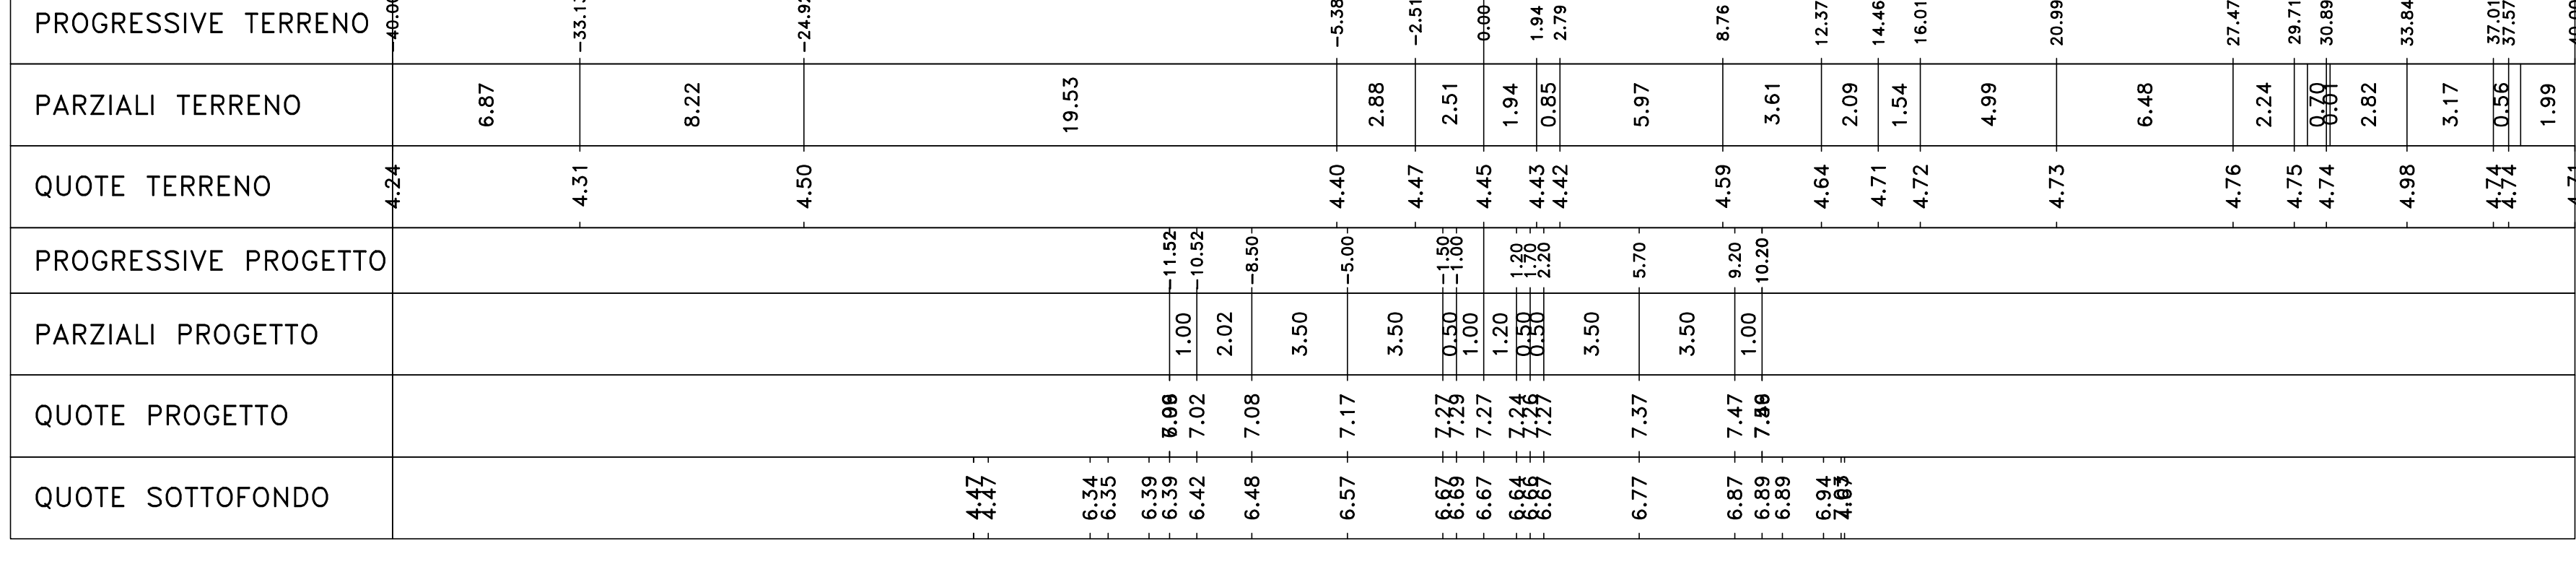 PROGRESSIVE TERRENO -5.38 -2.51 0.00 1.94 2.79 8.76 12.37 14.46 16.01 20.99 27.47 29.71 30.89 33.84 37.01 37.57
PARZIALI TERRENO 6.87 8.22 19.53 2.88 2.51 1.94 0.85 5.97 3.61 2.09 1.54 4.99 6.48 2.24 0.70 0.01 2.82 3.17 0.56 1.99
QUOTE TERRENO 4.24 4.31 4.50 4.40 4.47 4.45 4.43 4.42 4.59 4.64 4.71 4.72 4.73 4.76 4.75 4.74 4.98 4.74 4.74
PROGRESSIVE PROGETTO -11.52 -10.52 -8.50 -5.00 -1.50 -1.00 1.20 1.70 2.20 5.70 9.20 10.20
PARZIALI PROGETTO 1.00 2.02 3.50 3.50 0.50 1.00 1.20 0.50 0.50 3.50 3.50 1.00
QUOTE PROGETTO 7.02 7.08 7.17 7.27 7.29 7.27 7.24 7.26 7.27 7.37 7.47
QUOTE SOTTOFONDO 4.47 4.47 6.34 6.35 6.39 6.39 6.42 6.48 6.57 6.67 6.69 6.67 6.64 6.66 6.67 6.77 6.87 6.89 6.89 6.94